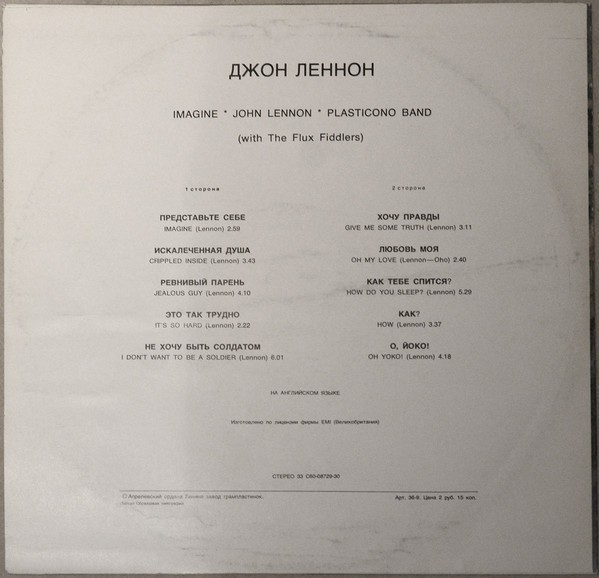 ДЖОН ЛЕННОН
IMAGINE * JOHN LENNON * PLASTICONO BAND
(with The Flux Fiddlers)
1 сторона
ПРЕДСТАВЬТЕ СЕБЕ
IMAGINE (Lennon) 2.59
ИСКАЛЕЧЕННАЯ ДУША
CRIPPLED INSIDE (Lennon) 3.43
РЕВНИВЫЙ ПАРЕНЬ
JEALOUS GUY (Lennon) 4.10
ЭТО ТАК ТРУДНО
IT'S SO HARD (Lennon) 2.22
НЕ ХОЧУ БЫТЬ СОЛДАТОМ
I DON'T WANT TO BE A SOLDIER (Lennon) 6.01
2 сторона
ХОЧУ ПРАВДЫ
GIVE ME SOME TRUTH (Lennon) 3.11
ЛЮБОВЬ МОЯ
OH MY LOVE (Lennon—Oho) 2.40
КАК ТЕБЕ СПИТСЯ?
HOW DO YOU SLEEP? (Lennon) 5.29
КАК?
HOW (Lennon) 3.37
О, ЙОКО!
OH YOKO! (Lennon) 4.18
НА АНГЛИЙСКОМ ЯЗЫКЕ
Изготовлено по лицензии фирмы EMI (Великобритания)
СТЕРЕО 33 С60-08729-30
Апрелевский ордена Ленина завод грампластинок.
Арт. 38-9. Цена 2 руб. 15 коп.